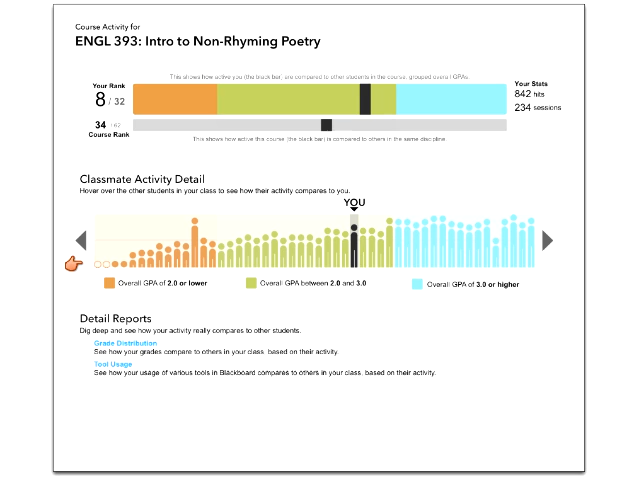 Course Activity for
ENGL 393: Intro to Non-Rhyming Poetry
This shows how active you (the black bar) are compared to other students in the course, grouped overall GPAs.
Your Rank
8 / 32
Your Stats
842 hits
234 sessions
34 / 62
Course Rank
This shows how active this course (the black bar) is compared to others in the same discipline.
Classmate Activity Detail
Hover over the other students in your class to see how their activity compares to you.
YOU
Overall GPA of 2.0 or lower
Overall GPA between 2.0 and 3.0
Overall GPA of 3.0 or higher
Detail Reports
Dig deep and see how your activity really compares to other students.
Grade Distribution
See how your grades compare to others in your class, based on their activity.
Tool Usage
See how your usage of various tools in Blackboard compares to others in your class, based on their activity.